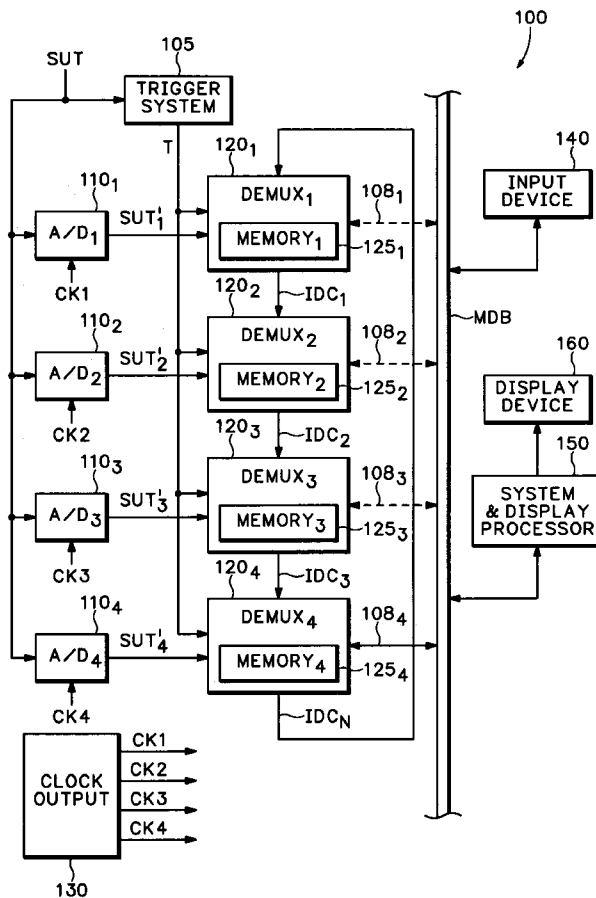 100
SUT
105
TRIGGER
SYSTEM
T
140
INPUT
DEVICE
110₁
A/D₁
SUT'₁
CK1
120₁
DEMUX₁
MEMORY₁
125₁
108₁
IDC₁
MDB
110₂
A/D₂
SUT'₂
CK2
120₂
DEMUX₂
MEMORY₂
125₂
108₂
IDC₂
160
DISPLAY
DEVICE
150
SYSTEM
& DISPLAY
PROCESSOR
110₃
A/D₃
SUT'₃
CK3
120₃
DEMUX₃
MEMORY₃
125₃
108₃
IDC₃
110₄
A/D₄
SUT'₄
CK4
120₄
DEMUX₄
MEMORY₄
125₄
108₄
IDC_N
CLOCK
OUTPUT
CK1
CK2
CK3
CK4
130